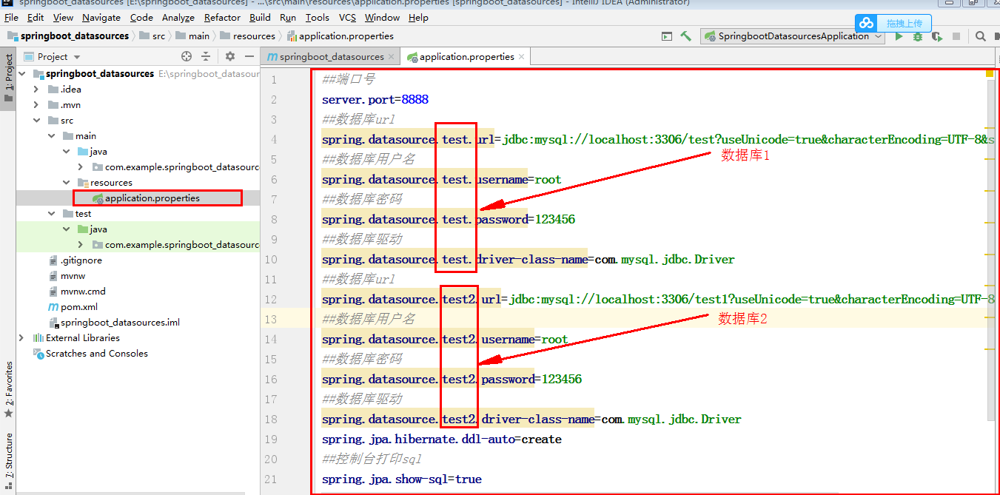 springboot_datasources [E:\springboot_datasources] - ...\src\main\resources\application.properties [springboot_datasources] - IntelliJ IDEA (Administrator)
File Edit View Navigate Code Analyze Refactor Build Run Tools VCS Window Help
拖拽上传
springboot_datasources src main resources application.properties
SpringbootDatasourcesApplication
Project
springboot_datasources
application.properties
1: Project
springboot_datasources E:\springboot_datasour
.idea
.mvn
src
main
java
com.example.springboot_datasourc
resources
application.properties
test
java
com.example.springboot_datasourc
.gitignore
mvnw
mvnw.cmd
pom.xml
springboot_datasources.iml
External Libraries
Scratches and Consoles
2: Favorites
7: Structure
1 ##端口号
2 server.port=8888
3 ##数据库url
4 spring.datasource.test.url=jdbc:mysql://localhost:3306/test?useUnicode=true&characterEncoding=UTF-8&s
5 ##数据库用户名
6 spring.datasource.test.username=root
7 ##数据库密码
8 spring.datasource.test.password=123456
9 ##数据库驱动
10 spring.datasource.test.driver-class-name=com.mysql.jdbc.Driver
11 ##数据库url
12 spring.datasource.test2.url=jdbc:mysql://localhost:3306/test1?useUnicode=true&characterEncoding=UTF-8
13 ##数据库用户名
14 spring.datasource.test2.username=root
15 ##数据库密码
16 spring.datasource.test2.password=123456
17 ##数据库驱动
18 spring.datasource.test2.driver-class-name=com.mysql.jdbc.Driver
19 spring.jpa.hibernate.ddl-auto=create
20 ##控制台打印sql
21 spring.jpa.show-sql=true
数据库1
数据库2